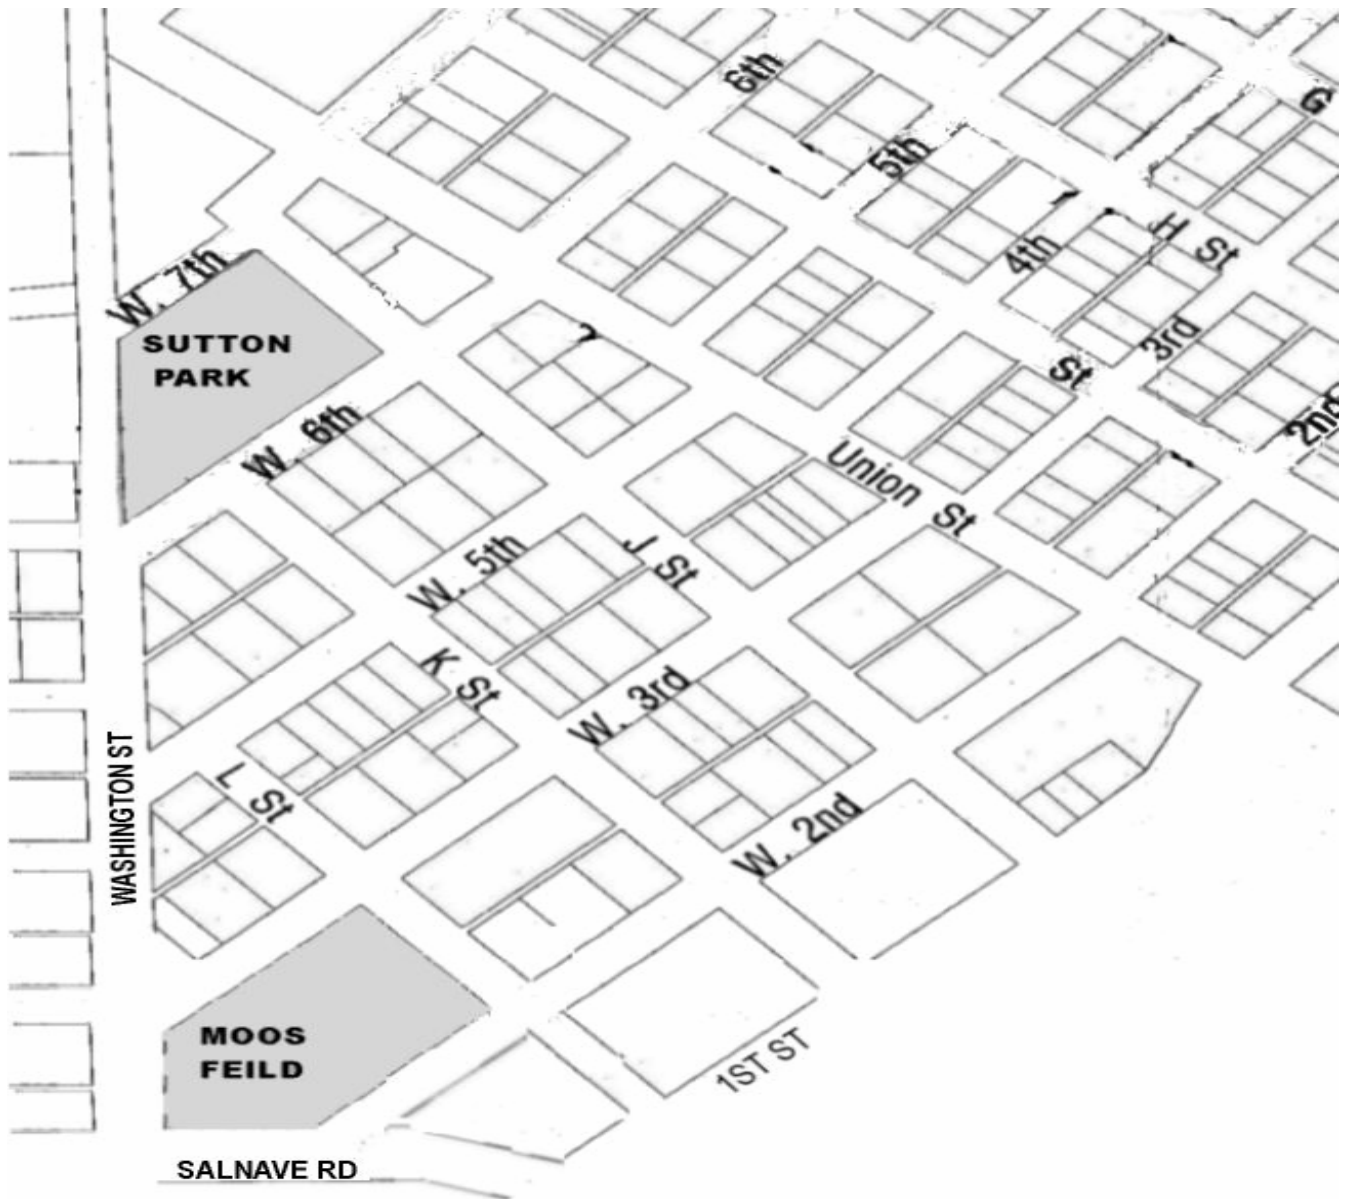 6th
G
5th
H St
4th
W. 7th
3rd
SUTTON
PARK
St
2nd
W. 6th
Union St
W. 5th
J St
K St
W. 3rd
L St
WASHINGTON ST
W. 2nd
MOOS
FEILD
1ST ST
SALNAVE RD